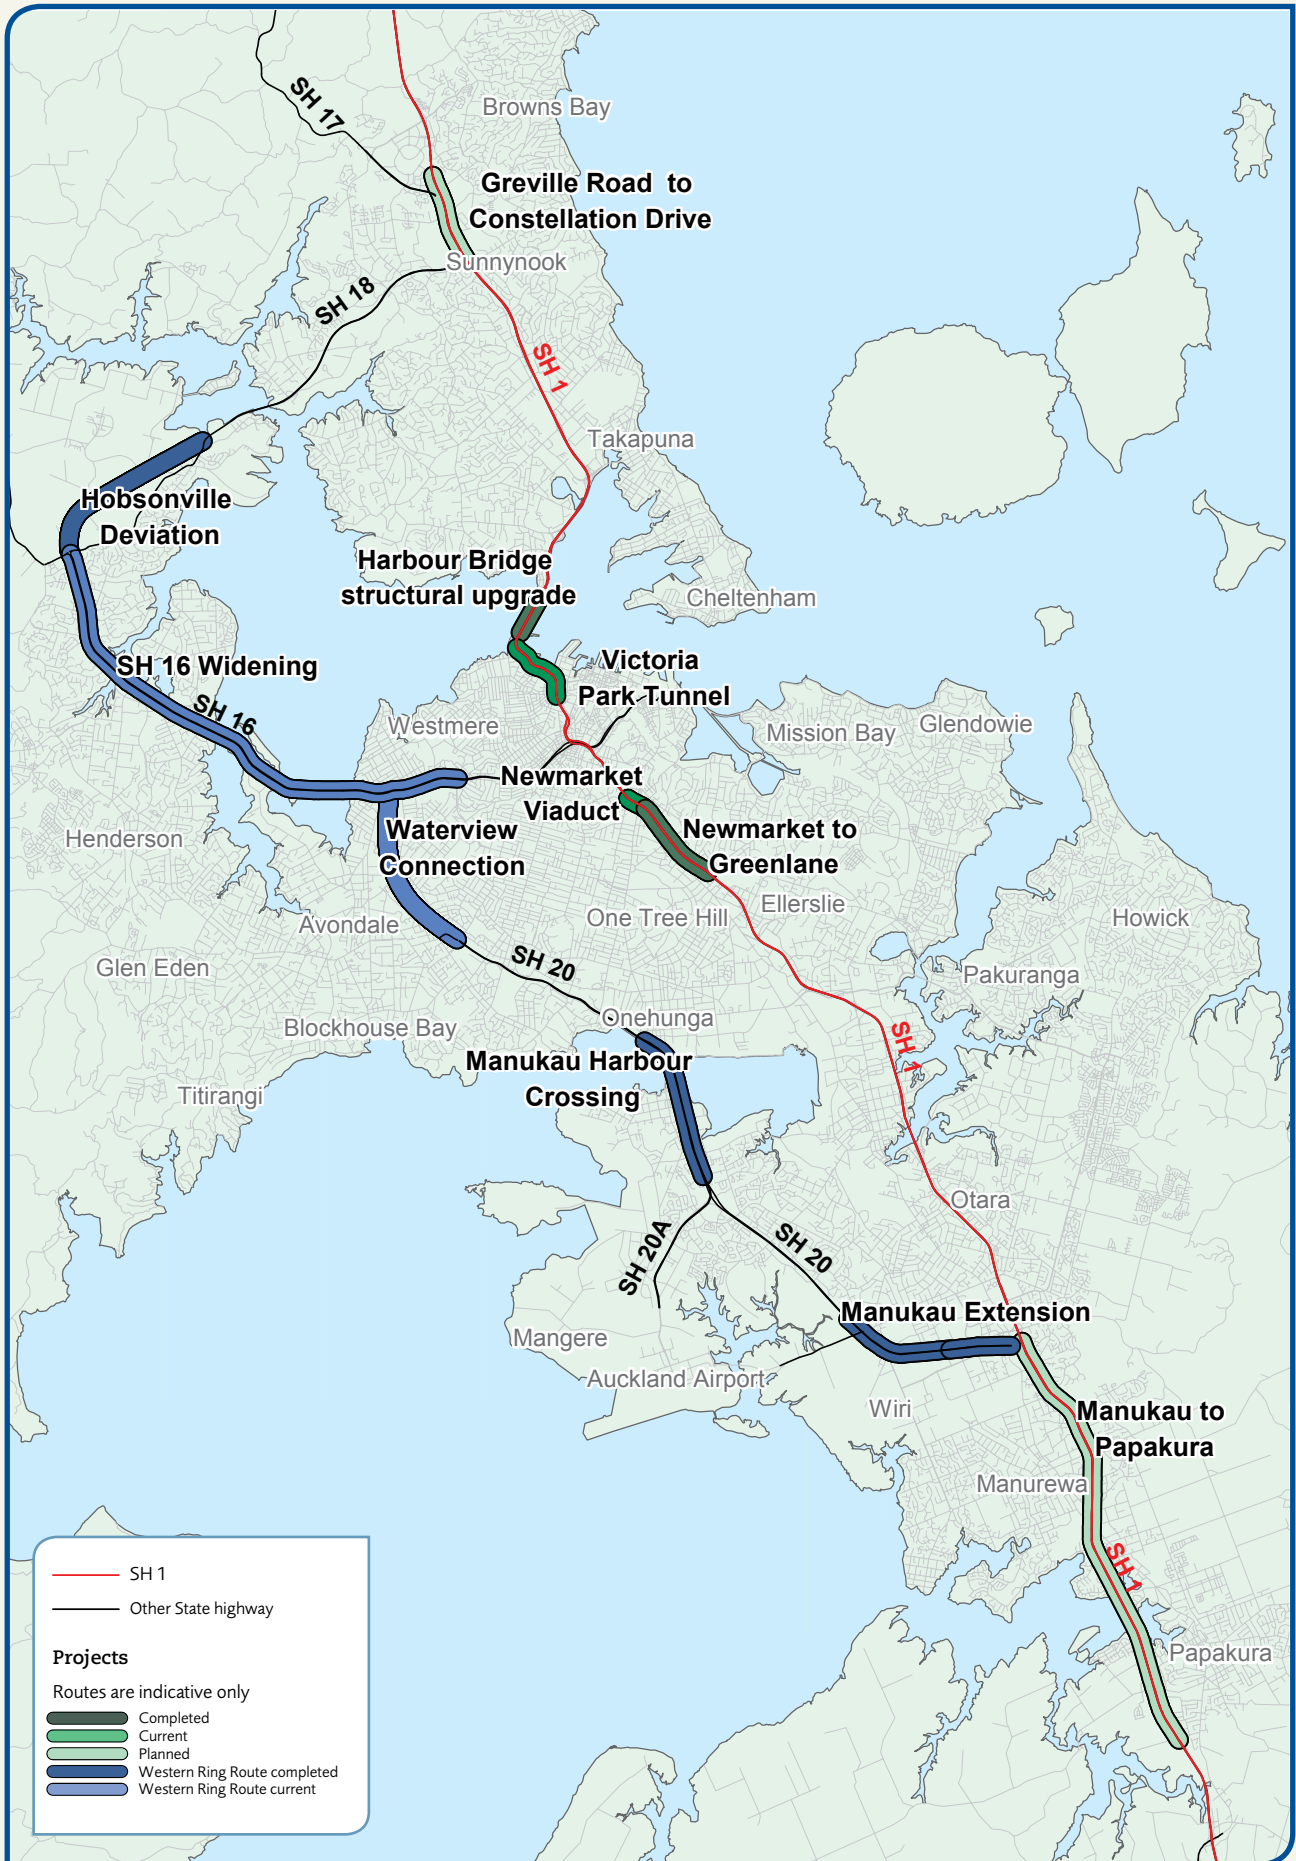 SH 17
Browns Bay
Greville Road to
Constellation Drive
Sunnynook
SH 18
SH 1
Takapuna
Hobsonville
Deviation
Harbour Bridge
structural upgrade
Cheltenham
SH 16 Widening
Victoria
Park Tunnel
SH 16
Westmere
Mission Bay
Glendowie
Newmarket
Viaduct
Henderson
Waterview
Connection
Newmarket to
Greenlane
Avondale
One Tree Hill
Ellerslie
Howick
Glen Eden
SH 20
Pakuranga
Blockhouse Bay
Onehunga
SH 1
Manukau Harbour
Crossing
Titirangi
Otara
SH 20A
SH 20
Manukau Extension
Mangere
Auckland Airport
Wiri
Manukau to
Papakura
Manurewa
SH 1
Papakura
SH 1
Other State highway
Projects
Routes are indicative only
Completed
Current
Planned
Western Ring Route completed
Western Ring Route current